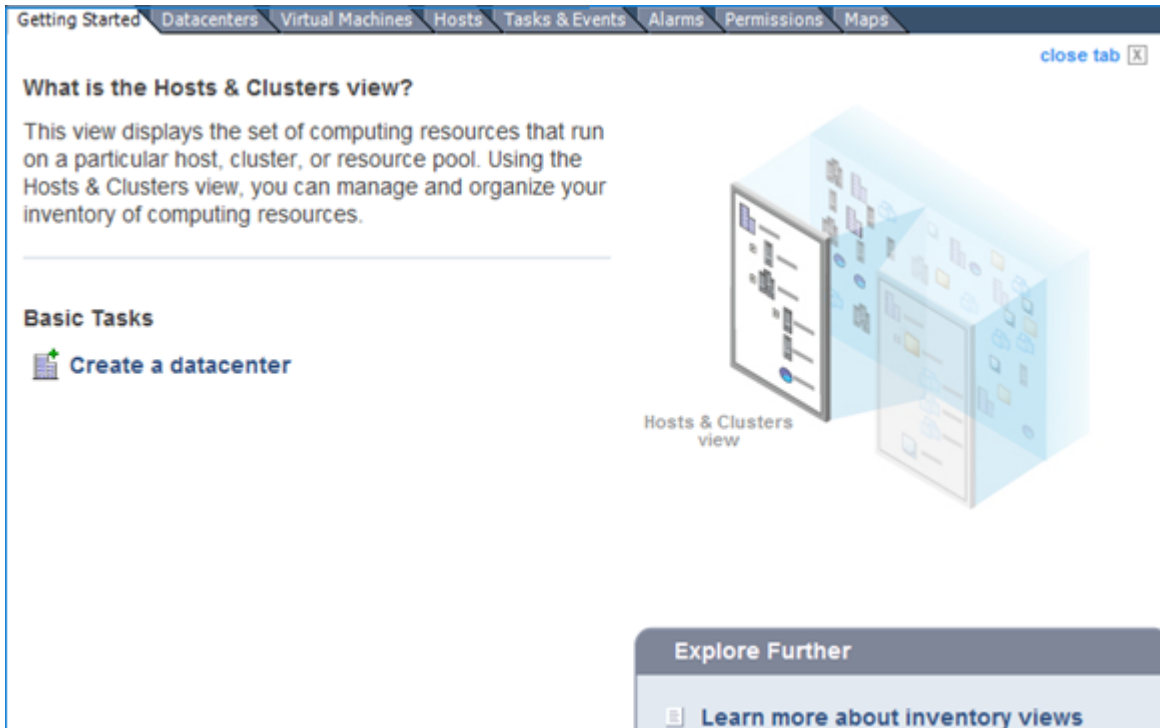 Getting Started Datacenters Virtual Machines Hosts Tasks & Events Alarms Permissions Maps
close tab X
What is the Hosts & Clusters view?
This view displays the set of computing resources that run
on a particular host, cluster, or resource pool. Using the
Hosts & Clusters view, you can manage and organize your
inventory of computing resources.
Basic Tasks
Create a datacenter
Hosts & Clusters
view
Explore Further
Learn more about inventory views